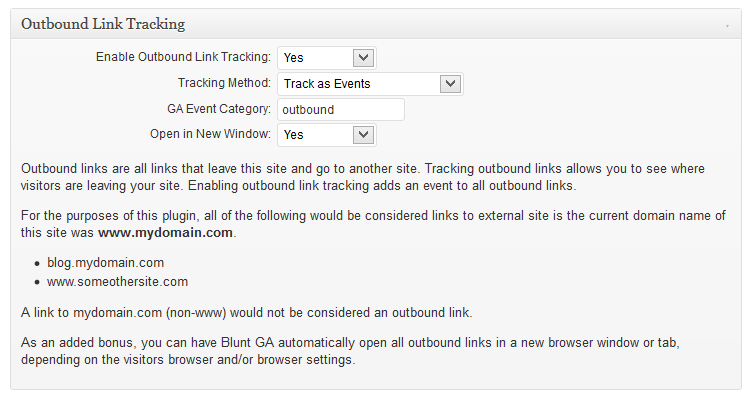 Outbound Link Tracking
Enable Outbound Link Tracking: Yes
Tracking Method: Track as Events
GA Event Category: outbound
Open in New Window: Yes
Outbound links are all links that leave this site and go to another site. Tracking outbound links allows you to see where
visitors are leaving your site. Enabling outbound link tracking adds an event to all outbound links.
For the purposes of this plugin, all of the following would be considered links to external site is the current domain name of
this site was www.mydomain.com.
• blog.mydomain.com
• www.someothersite.com
A link to mydomain.com (non-www) would not be considered an outbound link.
As an added bonus, you can have Blunt GA automatically open all outbound links in a new browser window or tab,
depending on the visitors browser and/or browser settings.